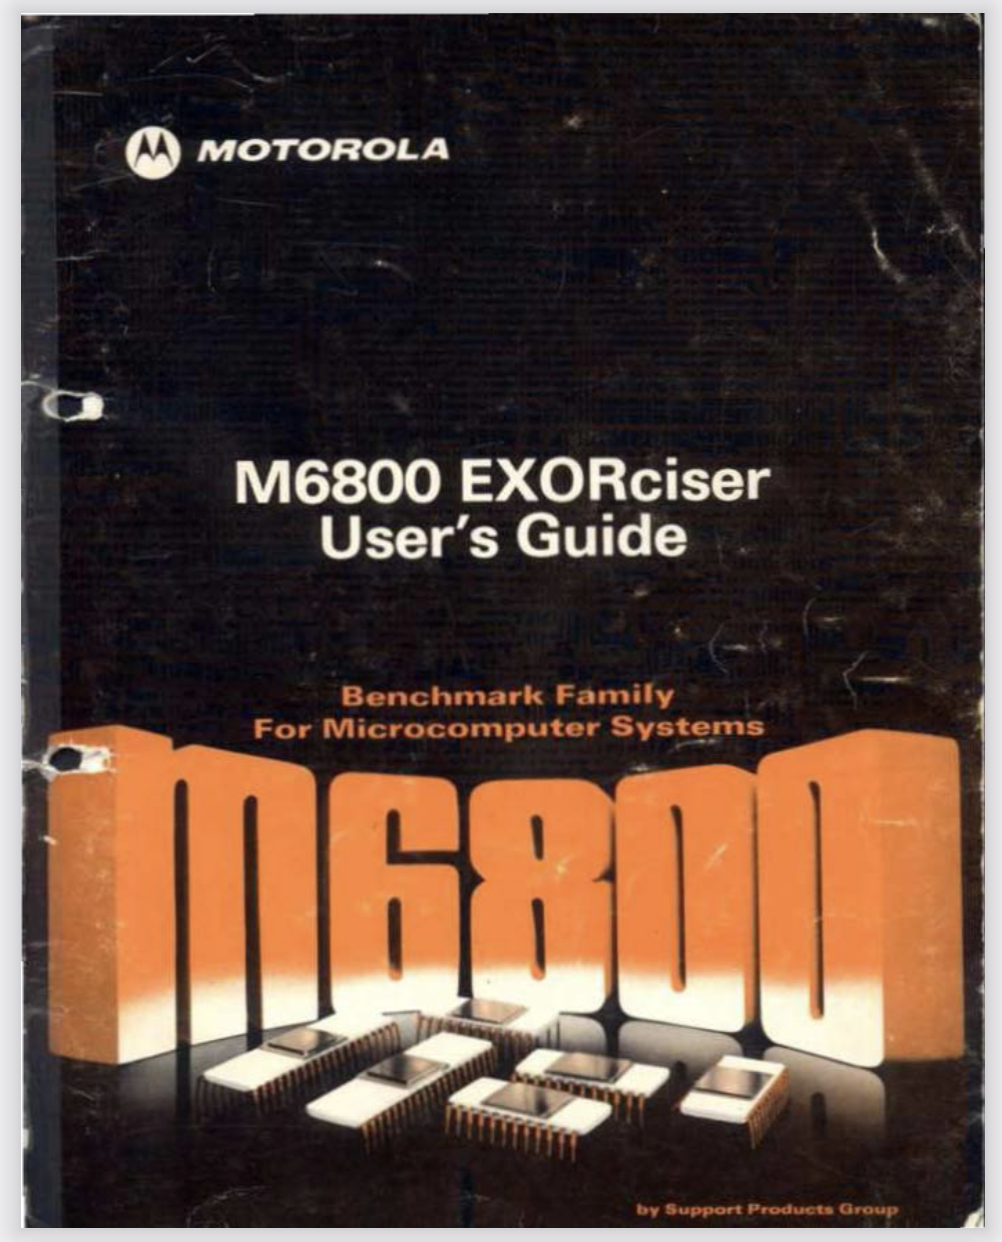 MOTOROLA
M6800 EXORciser
User's Guide
Benchmark Family
For Microcomputer Systems
M6800
by Support Products Group